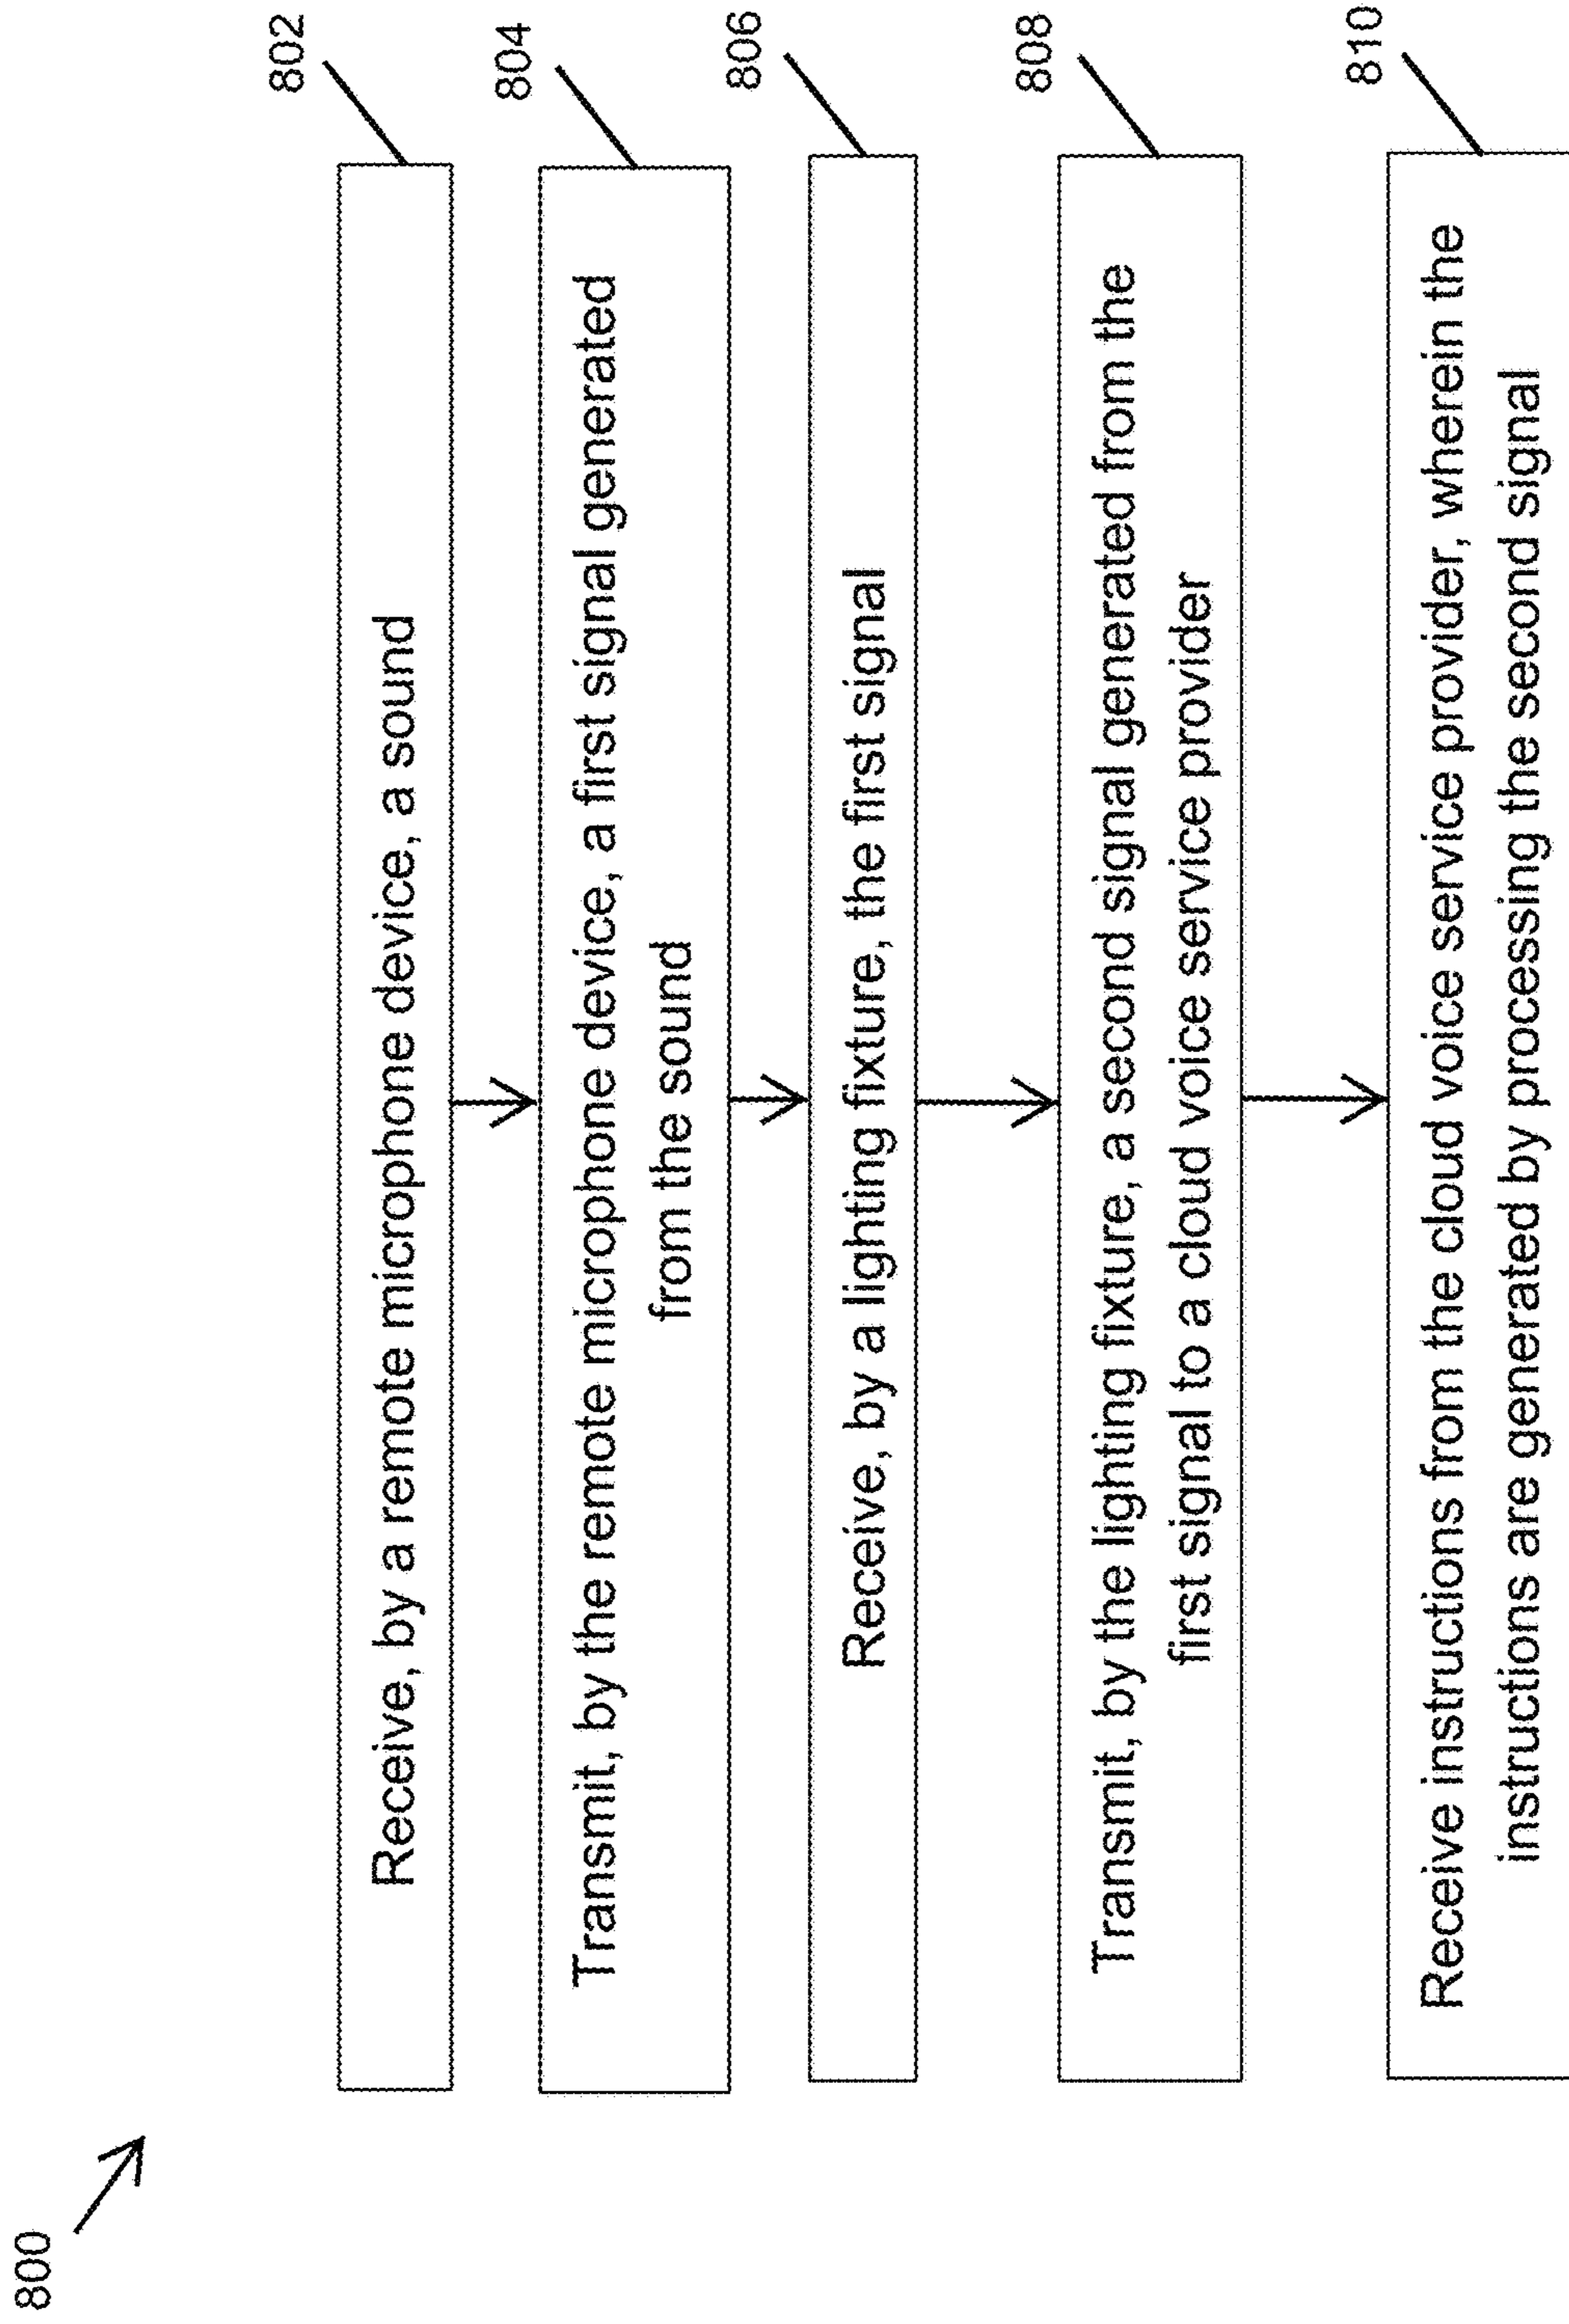 800
802
Receive, by a remote microphone device, a sound
804
Transmit, by the remote microphone device, a first signal generated
from the sound
806
Receive, by a lighting fixture, the first signal
808
Transmit, by the lighting fixture, a second signal generated from the
first signal to a cloud voice service provider
810
Receive instructions from the cloud voice service provider, wherein the
instructions are generated by processing the second signal